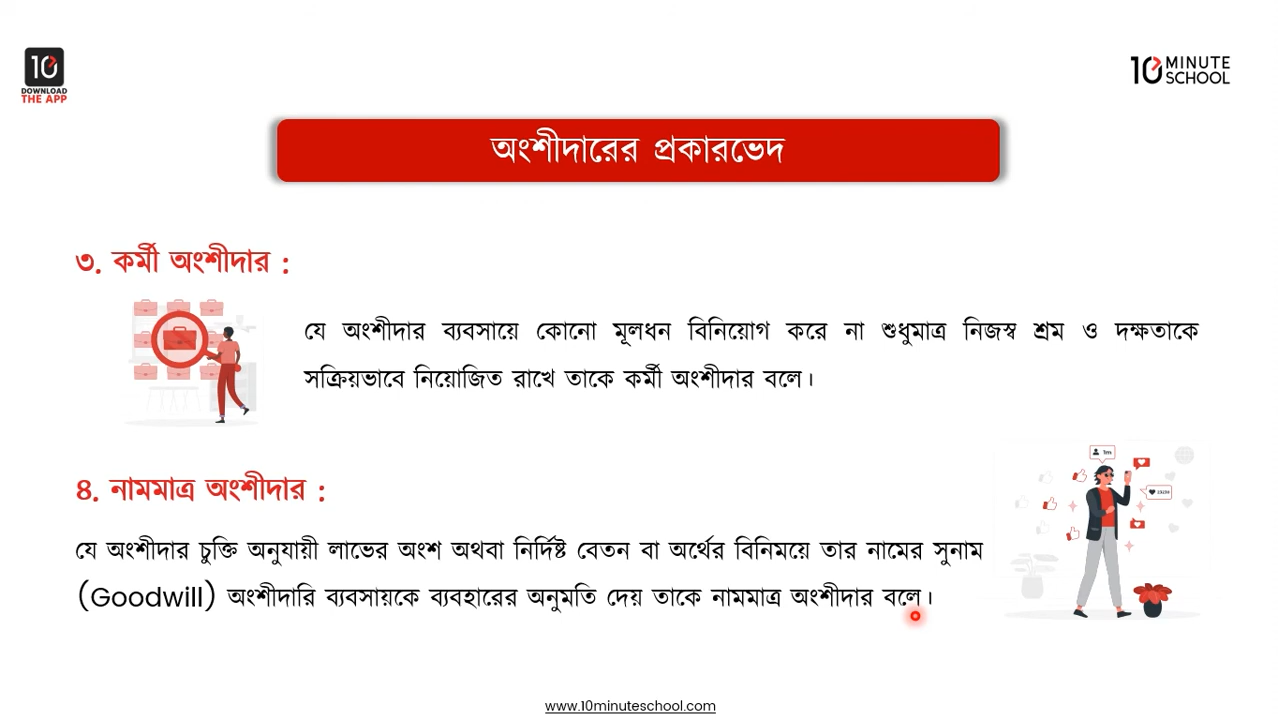 10
DOWNLOAD
THE APP
10 MINUTE
SCHOOL
অংশীদারের প্রকারভেদ
৩. কর্মী অংশীদার :
যে অংশীদার ব্যবসায়ে কোনো মূলধন বিনিয়োগ করে না শুধুমাত্র নিজস্ব শ্রম ও দক্ষতাকে
সক্রিয়ভাবে নিয়োজিত রাখে তাকে কর্মী অংশীদার বলে।
৪. নামমাত্র অংশীদার :
যে অংশীদার চুক্তি অনুযায়ী লাভের অংশ অথবা নির্দিষ্ট বেতন বা অর্থের বিনিময়ে তার নামের সুনাম
(Goodwill) অংশীদারি ব্যবসায়কে ব্যবহারের অনুমতি দেয় তাকে নামমাত্র অংশীদার বলে।
www.10minuteschool.com